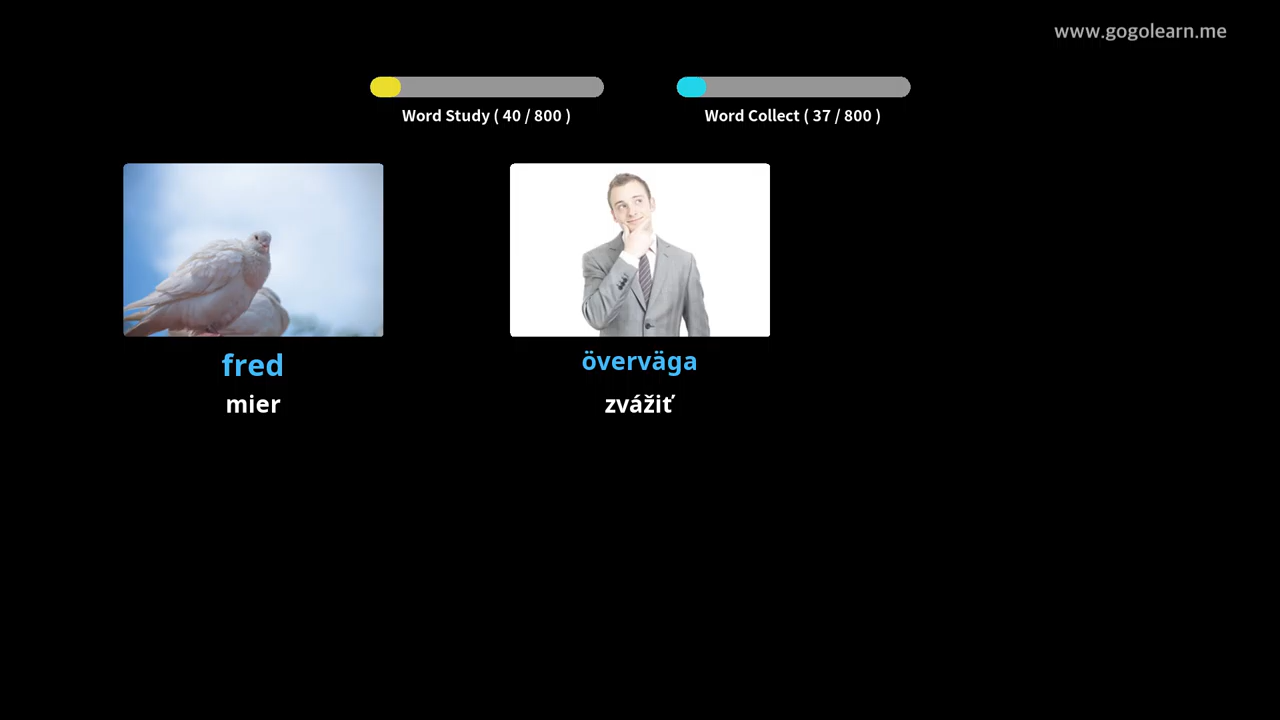 www.gogolearn.me
Word Study ( 40 / 800 )
Word Collect ( 37 / 800 )
fred
mier
överväga
zvážiť